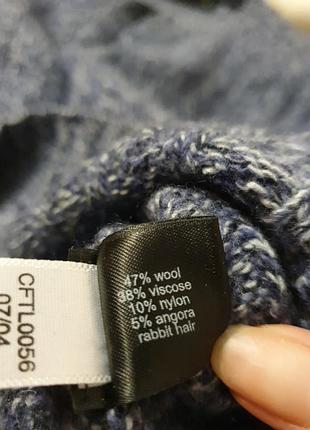 47% wool
38% viscose
10% nylon
5% angora
rabbit hair
CFTL0056
07/04